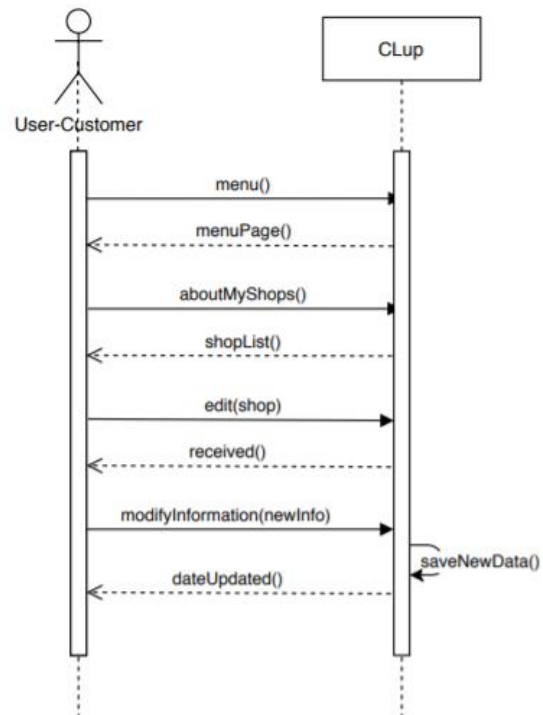 CLup
User-Customer
menu()
menuPage()
aboutMyShops()
shopList()
edit(shop)
received()
modifyInformation(newInfo)
saveNewData()
dateUpdated()